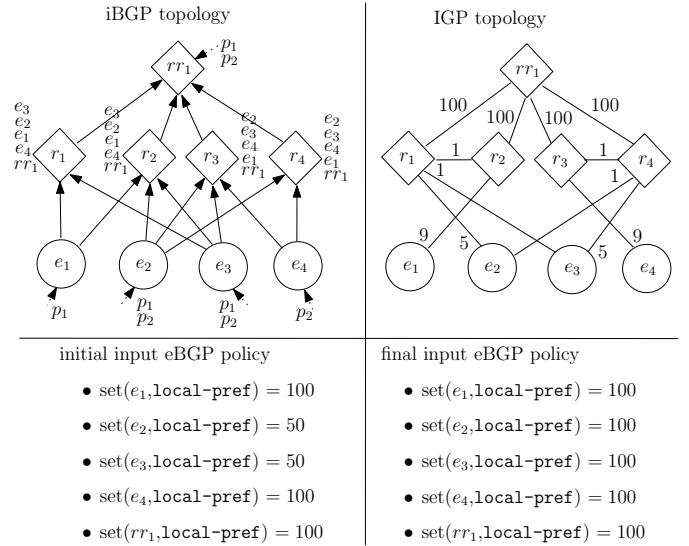 iBGP topology
p₁
p₂
rr₁
e₃
e₂
e₁
e₄
rr₁
r₁
e₃
e₂
e₁
e₄
rr₁
r₂
r₃
e₂
e₃
e₄
e₁
rr₁
r₄
e₂
e₃
e₄
e₁
rr₁
e₁
e₂
e₃
e₄
p₁
p₁
p₂
p₁
p₂
p₂
IGP topology
rr₁
100
100
100
100
r₁
1
r₂
r₃
1
r₄
1
1
9
5
5
9
e₁
e₂
e₃
e₄
initial input eBGP policy
• set(e₁,local-pref) = 100
• set(e₂,local-pref) = 50
• set(e₃,local-pref) = 50
• set(e₄,local-pref) = 100
• set(rr₁,local-pref) = 100
final input eBGP policy
• set(e₁,local-pref) = 100
• set(e₂,local-pref) = 100
• set(e₃,local-pref) = 100
• set(e₄,local-pref) = 100
• set(rr₁,local-pref) = 100